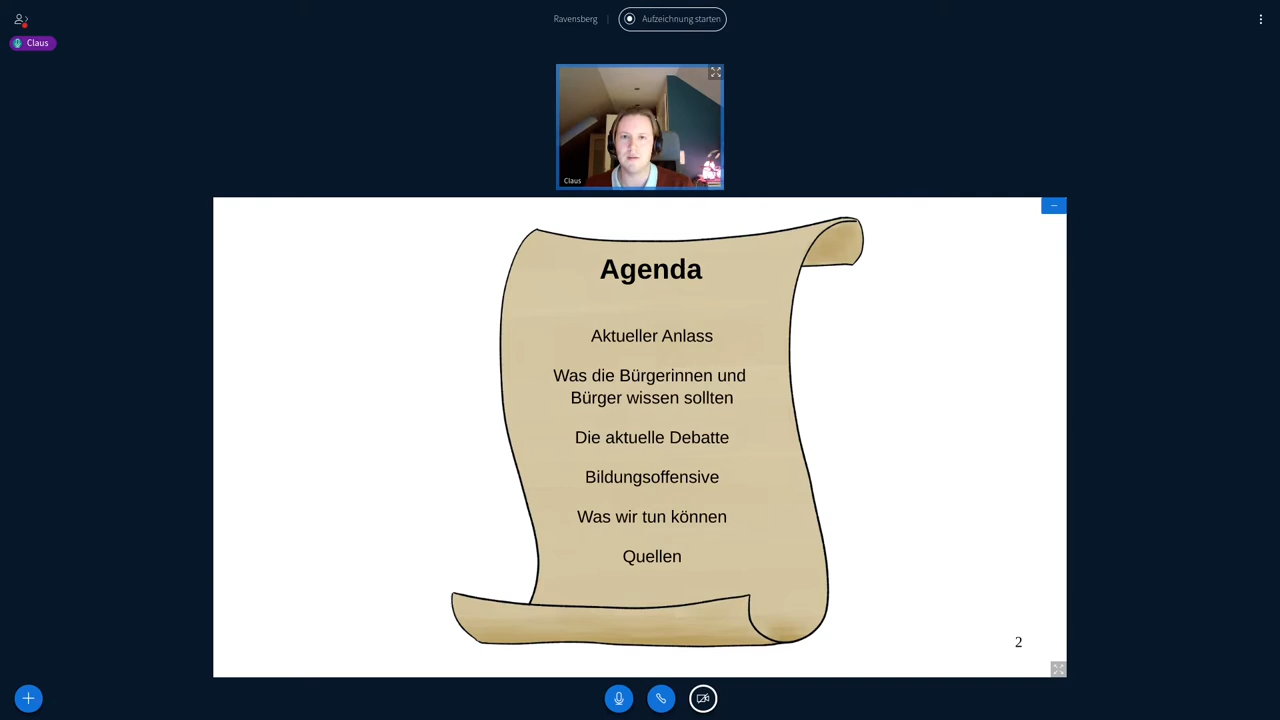 Ravensberg
Aufzeichnung starten
Claus
Claus
Agenda
Aktueller Anlass
Was die Bürgerinnen und
Bürger wissen sollten
Die aktuelle Debatte
Bildungsoffensive
Was wir tun können
Quellen
2